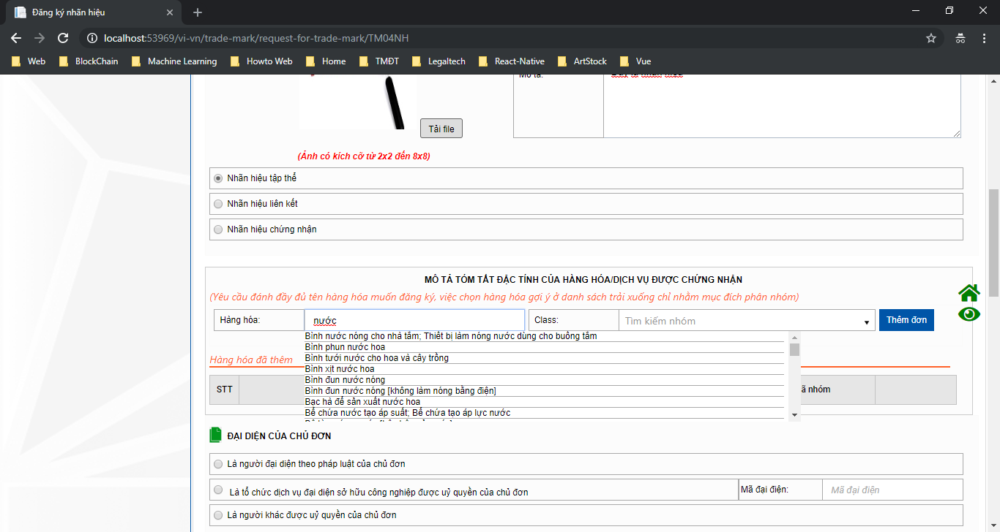 Đăng ký nhãn hiệu
localhost:53969/vi-vn/trade-mark/request-for-trade-mark/TM04NH
Web BlockChain Machine Learning Howto Web Home TMĐT Legaltech React-Native ArtStock Vue
Mô tả:
Tải file
(Ảnh có kích cỡ từ 2x2 đến 8x8)
Nhãn hiệu tập thể
Nhãn hiệu liên kết
Nhãn hiệu chứng nhận
MÔ TẢ TÓM TẮT ĐẶC TÍNH CỦA HÀNG HÓA/DỊCH VỤ ĐƯỢC CHỨNG NHẬN
(Yêu cầu đánh đầy đủ tên hàng hóa muốn đăng ký, việc chọn hàng hóa gợi ý ở danh sách trải xuống chỉ nhằm mục đích phân nhóm)
Hàng hóa: nước Class: Tìm kiếm nhóm Thêm đơn
Bình nước nóng cho nhà tắm; Thiết bị làm nóng nước dùng cho buồng tắm
Bình phun nước hoa
Bình tưới nước cho hoa và cây trồng
Hàng hóa đã thêm
Bình xịt nước hoa
Bình đun nước nóng
STT
Bình đun nước nóng [không làm nóng bằng điện]
ã nhóm
Bạc hà để sản xuất nước hoa
Bể chứa nước tạo áp suất; Bể chứa tạo áp lực nước
ĐẠI DIỆN CỦA CHỦ ĐƠN
Là người đại diện theo pháp luật của chủ đơn
Là tổ chức dịch vụ đại diện sở hữu công nghiệp được uỷ quyền của chủ đơn Mã đại diện: Mã đại diện
Là người khác được uỷ quyền của chủ đơn